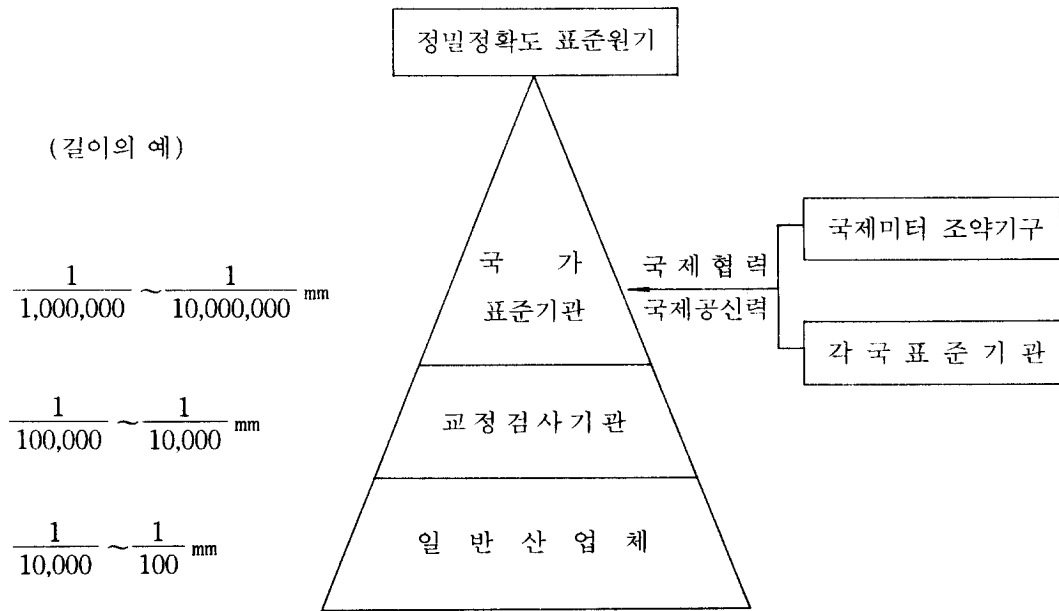 정밀정확도 표준원기
(길이의 예)
국제미터 조약기구
국 가
국제협력
1/1,000,000 ~ 1/10,000,000 mm
표준기관
국제공신력
각국표준기관
1/100,000 ~ 1/10,000 mm
교정검사기관
1/10,000 ~ 1/100 mm
일반산업체